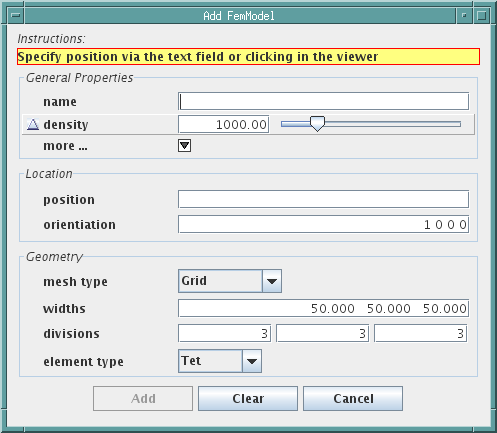 Add FemModel
Instructions:
Specify position via the text field or clicking in the viewer
General Properties
name
density 1000.00
more ...
Location
position
orientiation 1 0 0 0
Geometry
mesh type Grid
widths 50.000 50.000 50.000
divisions 3 3 3
element type Tet
Add Clear Cancel